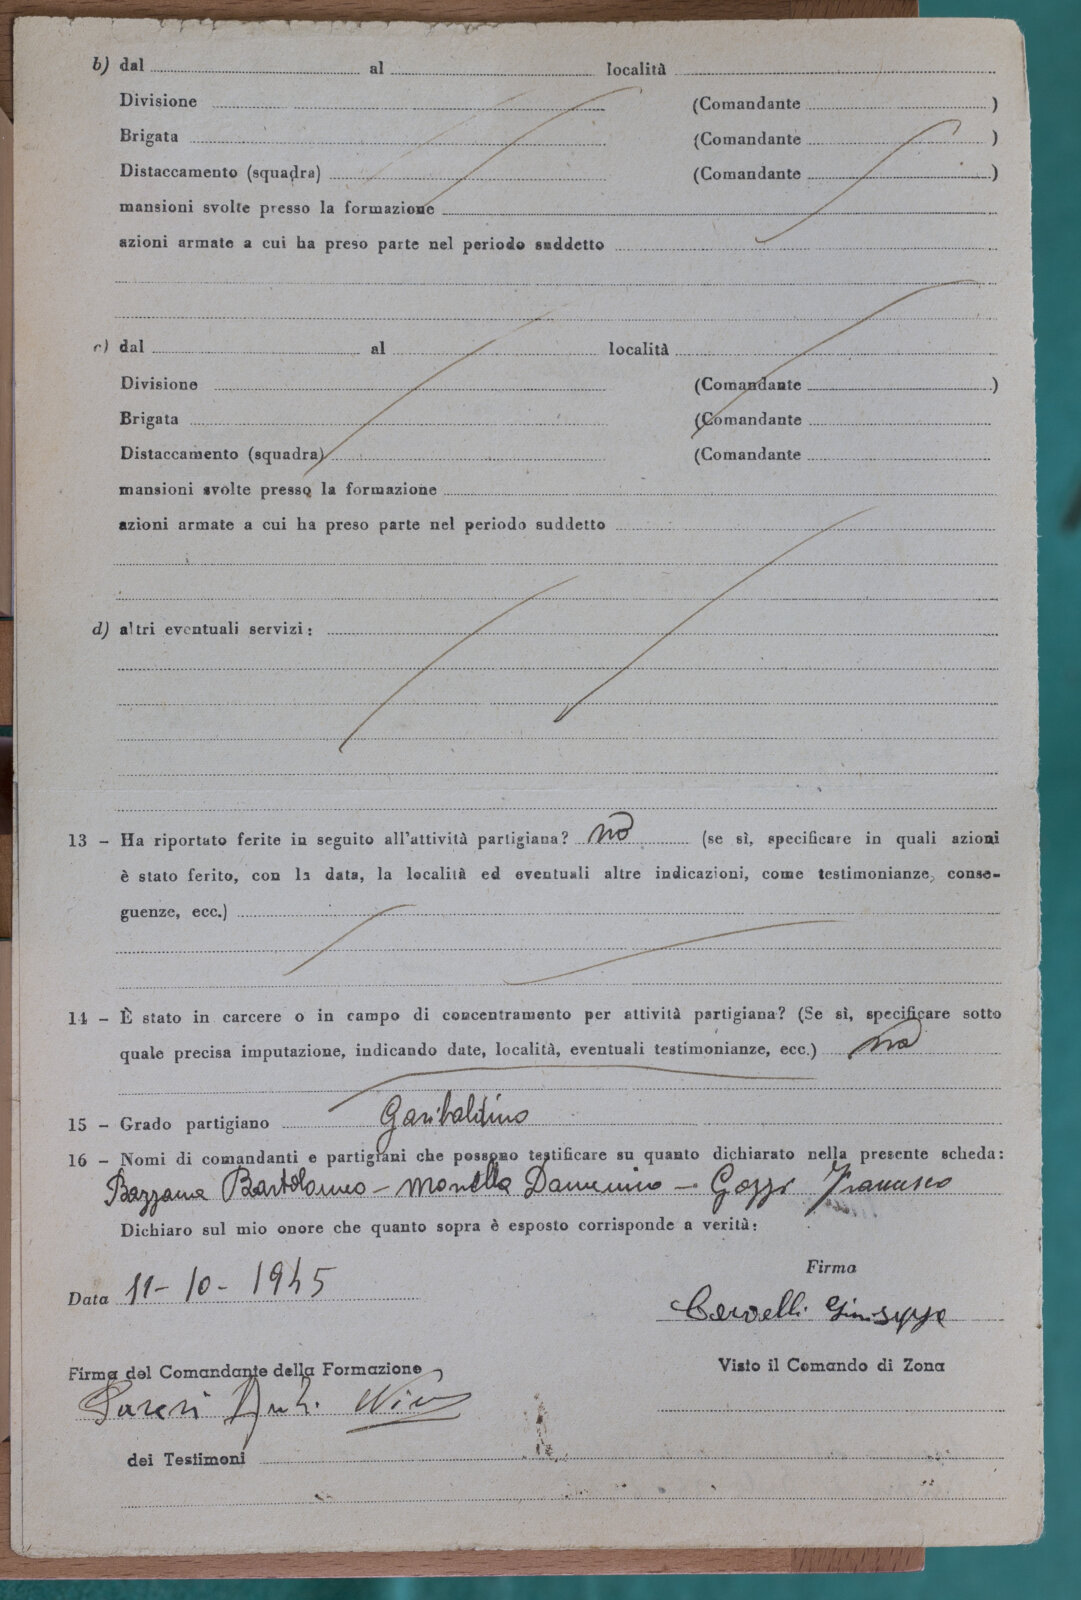 b) dal al località
Divisione (Comandante )
Brigata (Comandante )
Distaccamento (squadra) (Comandante )
mansioni svolte presso la formazione
azioni armate a cui ha preso parte nel periodo suddetto
c) dal al località
Divisione (Comandante )
Brigata (Comandante
Distaccamento (squadra) (Comandante
mansioni svolte presso la formazione
azioni armate a cui ha preso parte nel periodo suddetto
d) altri eventuali servizi:
13 - Ha riportato ferite in seguito all'attività partigiana? no (se sì, specificare in quali azioni
è stato ferito, con la data, la località ed eventuali altre indicazioni, come testimonianze, conse-
guenze, ecc.)
14 - È stato in carcere o in campo di concentramento per attività partigiana? (Se sì, specificare sotto
quale precisa imputazione, indicando date, località, eventuali testimonianze, ecc.) no
15 - Grado partigiano Garibaldino
16 - Nomi di comandanti e partigiani che possono testificare su quanto dichiarato nella presente scheda:
Bazzana Bartolomeo - Monella Domenico - Gozzi Francesco
Dichiaro sul mio onore che quanto sopra è esposto corrisponde a verità:
Firma
Data 11-10-1945
Cervelli Giuseppe
Firma del Comandante della Formazione Visto il Comando di Zona
dei Testimoni